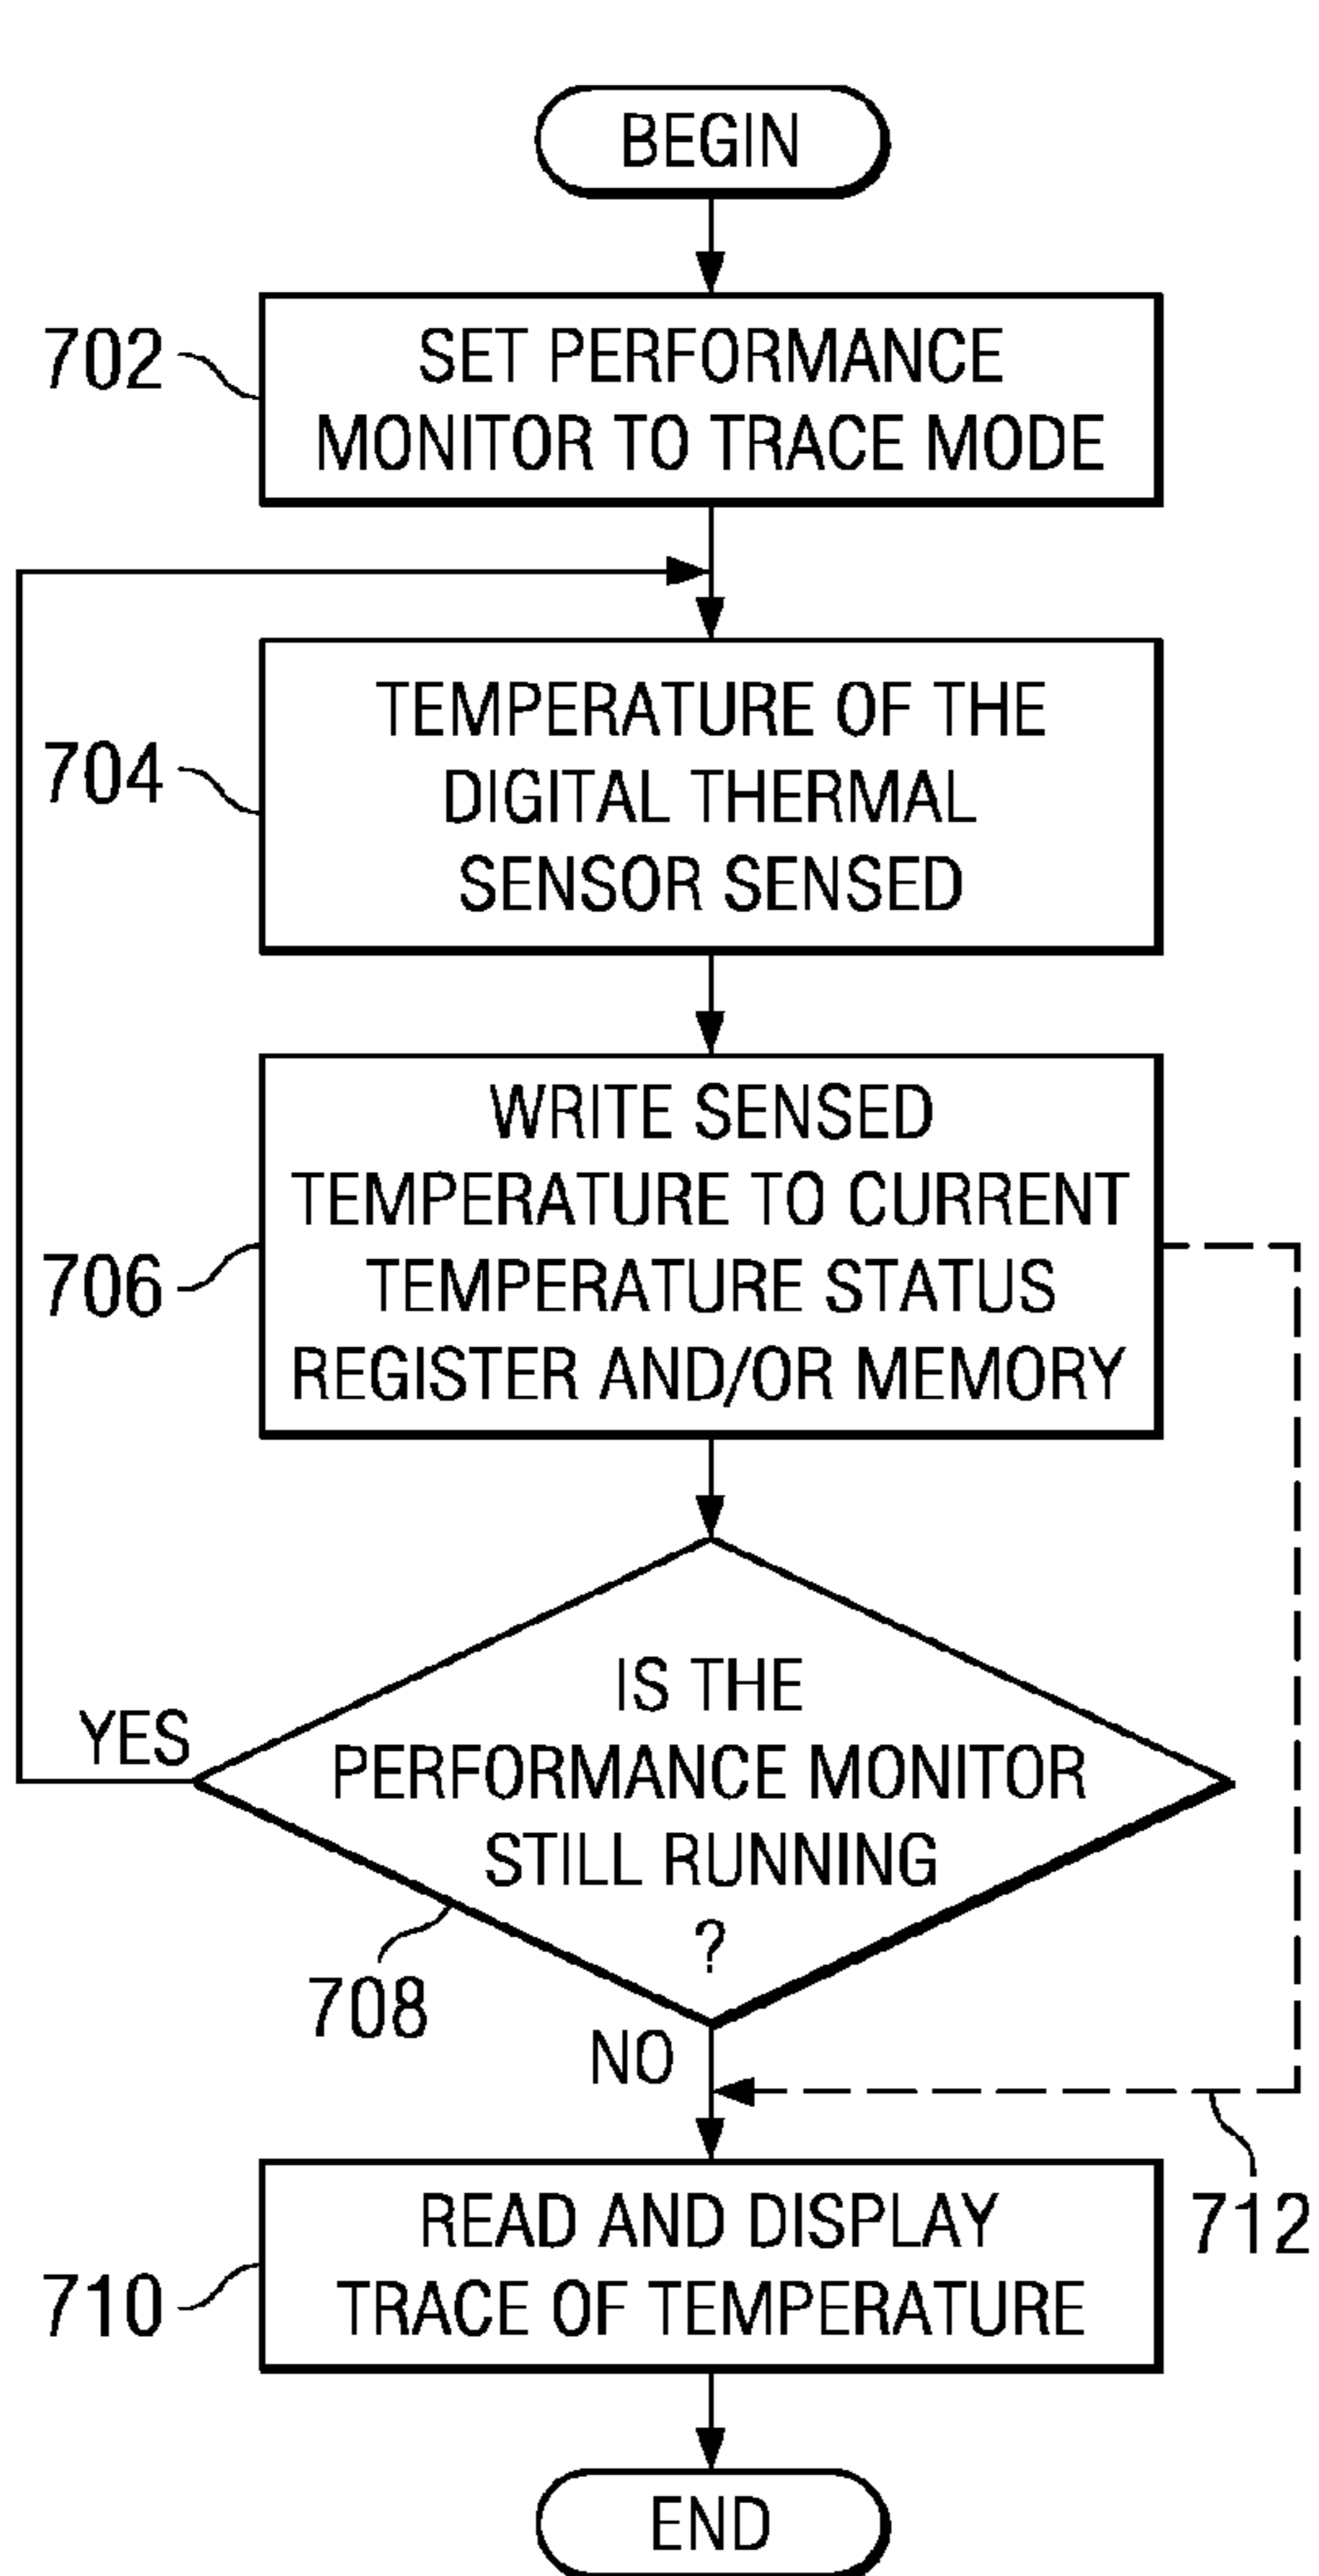 BEGIN
702
SET PERFORMANCE
MONITOR TO TRACE MODE
704
TEMPERATURE OF THE
DIGITAL THERMAL
SENSOR SENSED
706
WRITE SENSED
TEMPERATURE TO CURRENT
TEMPERATURE STATUS
REGISTER AND/OR MEMORY
YES
IS THE
PERFORMANCE MONITOR
STILL RUNNING
?
708
NO
712
710
READ AND DISPLAY
TRACE OF TEMPERATURE
END